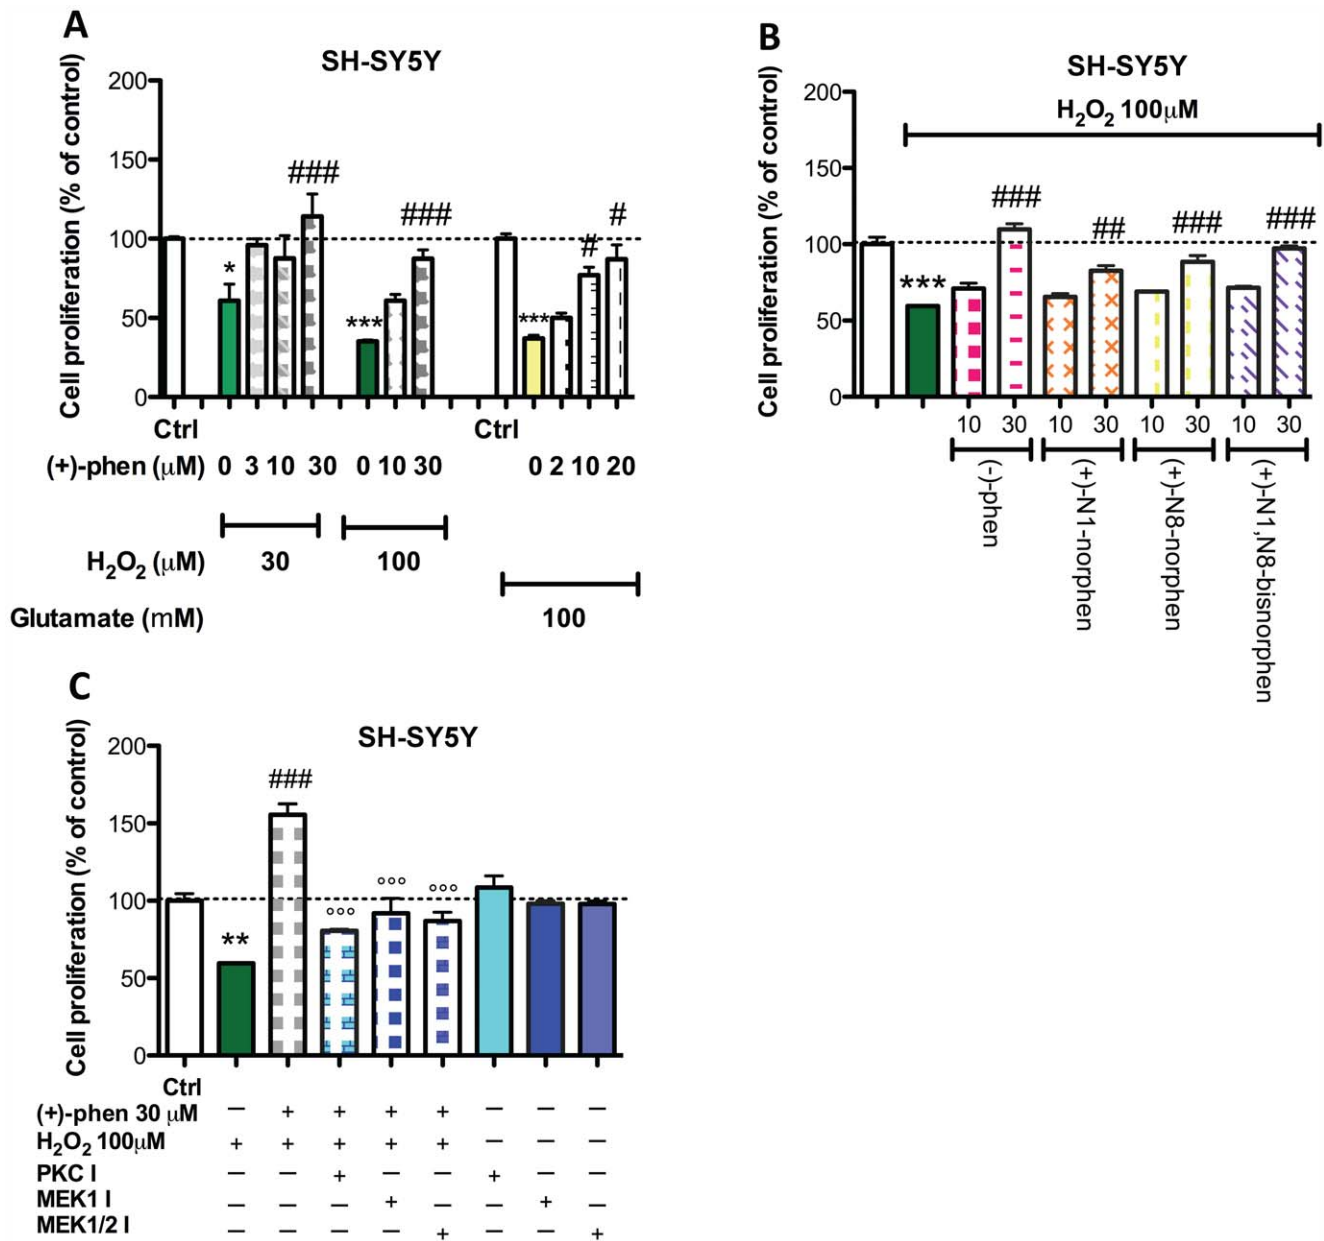 A
SH-SY5Y
Cell proliferation (% of control)
200
150
100
50
0
###
*
***
###
***
#
#
Ctrl
Ctrl
(+)-phen (μM) 0 3 10 30 0 10 30 0 2 10 20
H₂O₂ (μM) 30 100
Glutamate (mM) 100
B
SH-SY5Y
H₂O₂ 100μM
Cell proliferation (% of control)
200
150
100
50
0
***
###
##
###
###
10 30 10 30 10 30 10 30
(-)-phen
(+)-N1-norphen
(+)-N8-norphen
(+)-N1,N8-bisnorphen
C
SH-SY5Y
Cell proliferation (% of control)
200
150
100
50
0
**
###
°°°
°°°
°°°
Ctrl
(+)-phen 30 μM — + + + + — — —
H₂O₂ 100μM + + + + + — — —
PKC I — — + — — + — —
MEK1 I — — — + — — + —
MEK1/2 I — — — — + — — +